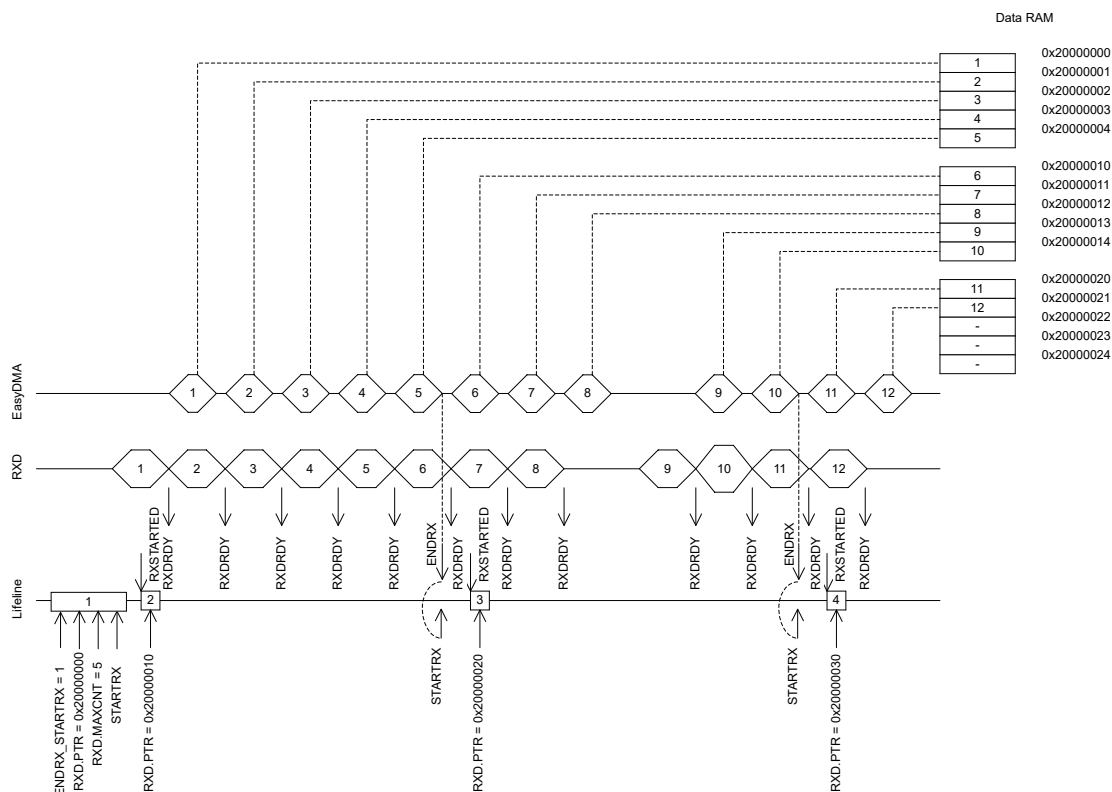 Data RAM
0x20000000
1
0x20000001
2
0x20000002
3
0x20000003
4
0x20000004
5
0x20000010
6
0x20000011
7
0x20000012
8
0x20000013
9
0x20000014
10
0x20000020
11
0x20000021
12
0x20000022
-
0x20000023
-
0x20000024
-
EasyDMA
1 2 3 4 5 6 7 8 9 10 11 12
RXD
1 2 3 4 5 6 7 8 9 10 11 12
RXSTARTED
RXDRDY
RXDRDY
RXDRDY
RXDRDY
RXDRDY
ENDRX
RXDRDY
RXSTARTED
RXDRDY
RXDRDY
RXDRDY
RXDRDY
ENDRX
RXDRDY
RXSTARTED
RXDRDY
Lifeline
1 2 3 4
ENDRX_STARTRX = 1
RXD.PTR = 0x20000000
RXD.MAXCNT = 5
STARTRX
RXD.PTR = 0x20000010
STARTRX
RXD.PTR = 0x20000020
STARTRX
RXD.PTR = 0x20000030